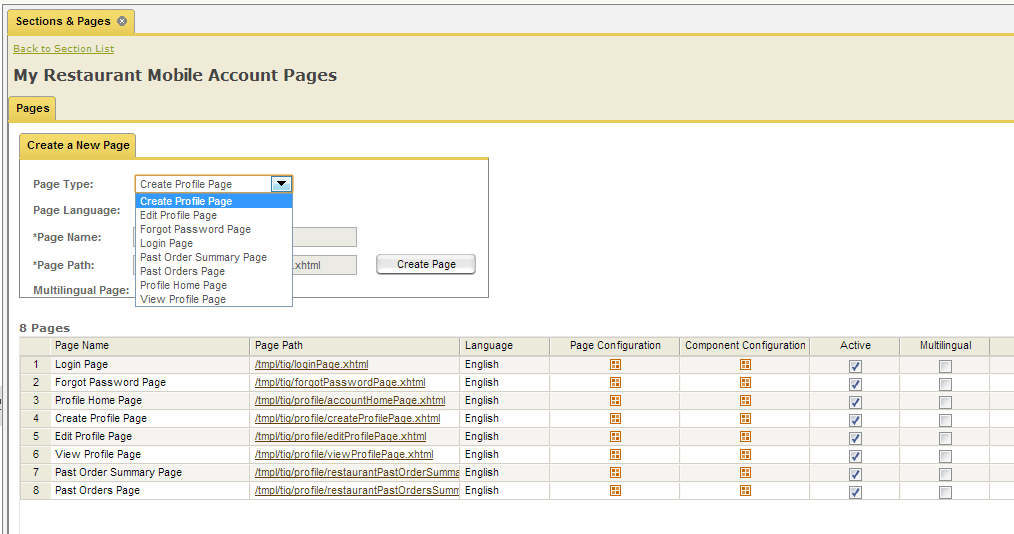 Sections & Pages
Back to Section List
My Restaurant Mobile Account Pages
Pages
Create a New Page
Page Type: Create Profile Page
Create Profile Page
Page Language: Edit Profile Page
Forgot Password Page
*Page Name: Login Page
Past Order Summary Page
*Page Path: Past Orders Page .xhtml Create Page
Profile Home Page
Multilingual Page: View Profile Page
8 Pages
Page Name Page Path Language Page Configuration Component Configuration Active Multilingual
1 Login Page /tmpl/tig/loginPage.xhtml English
2 Forgot Password Page /tmpl/tig/forgotPasswordPage.xhtml English
3 Profile Home Page /tmpl/tig/profile/accountHomePage.xhtml English
4 Create Profile Page /tmpl/tig/profile/createProfilePage.xhtml English
5 Edit Profile Page /tmpl/tig/profile/editProfilePage.xhtml English
6 View Profile Page /tmpl/tig/profile/viewProfilePage.xhtml English
7 Past Order Summary Page /tmpl/tig/profile/restaurantPastOrderSumma English
8 Past Orders Page /tmpl/tig/profile/restaurantPastOrdersSumm English